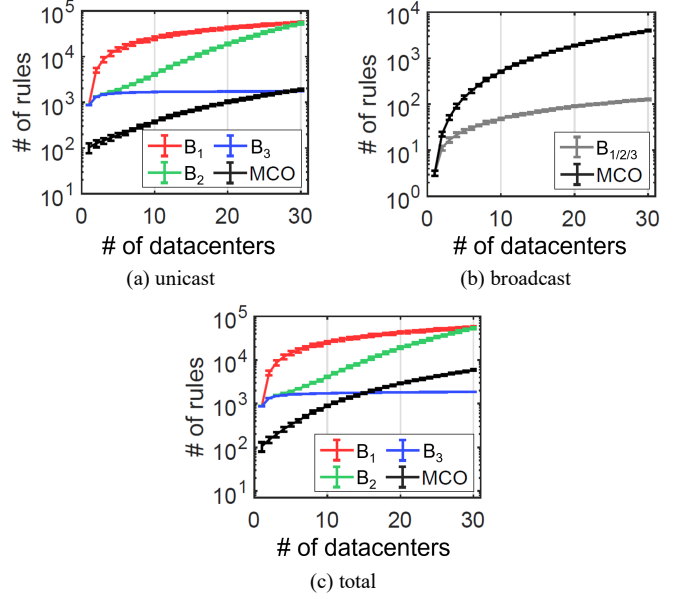 # of rules
10^5
10^4
10^3
10^2
10^1
0
10
20
30
B_1
B_3
B_2
MCO
# of datacenters
(a) unicast
# of rules
10^4
10^3
10^2
10^1
10^0
0
10
20
30
B_1/2/3
MCO
# of datacenters
(b) broadcast
# of rules
10^5
10^4
10^3
10^2
10^1
0
10
20
30
B_1
B_3
B_2
MCO
# of datacenters
(c) total